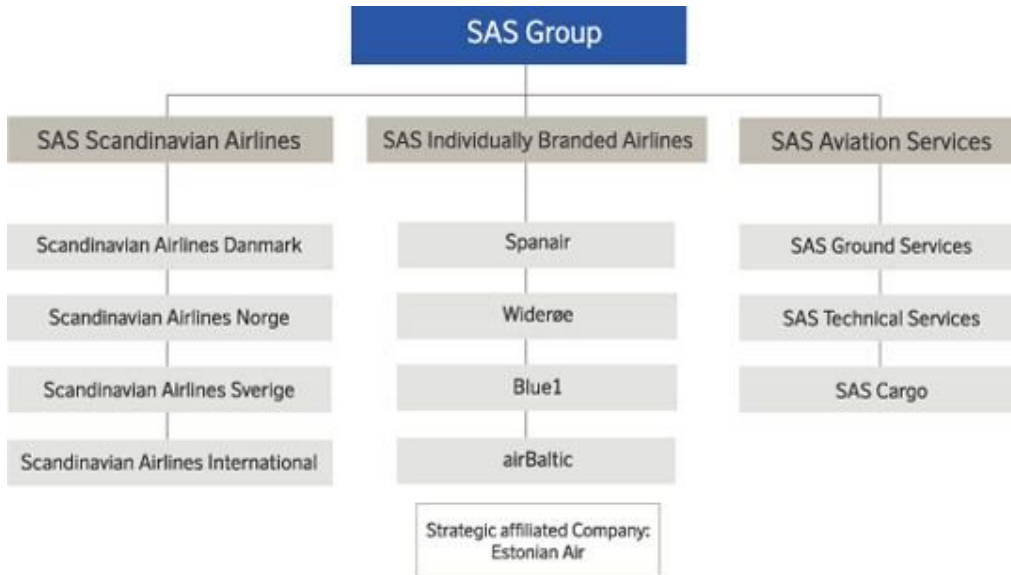 SAS Group
SAS Scandinavian Airlines
SAS Individually Branded Airlines
SAS Aviation Services
Scandinavian Airlines Danmark
Spanair
SAS Ground Services
Scandinavian Airlines Norge
Widerøe
SAS Technical Services
Scandinavian Airlines Sverige
Blue1
SAS Cargo
Scandinavian Airlines International
airBaltic
Strategic affiliated Company:
Estonian Air